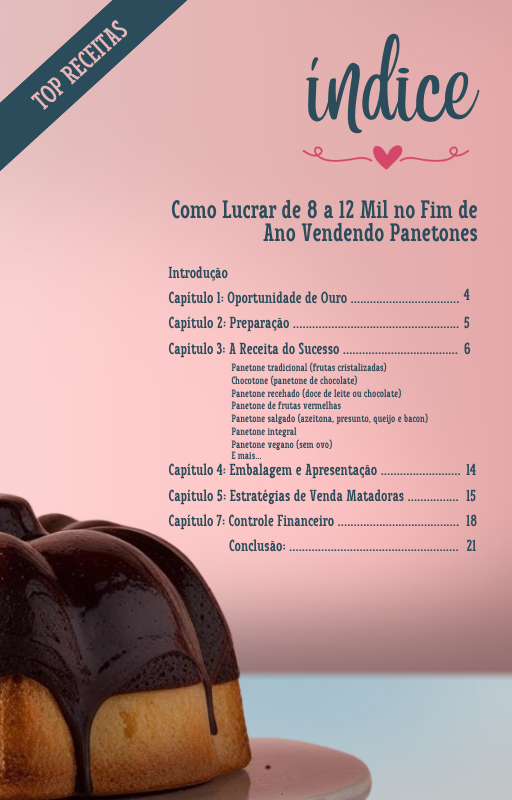 TOP RECEITAS
índice
Como Lucrar de 8 a 12 Mil no Fim de
Ano Vendendo Panetones
Introdução
Capítulo 1: Oportunidade de Ouro .................................. 4
Capítulo 2: Preparação .................................................... 5
Capítulo 3: A Receita do Sucesso .................................... 6
Panetone tradicional (frutas cristalizadas)
Chocotone (panetone de chocolate)
Panetone recehado (doce de leite ou chocolate)
Panetone de frutas vermelhas
Panetone salgado (azeitona, presunto, queijo e bacon)
Panetone integral
Panetone vegano (sem ovo)
E mais...
Capítulo 4: Embalagem e Apresentação ......................... 14
Capítulo 5: Estratégias de Venda Matadoras ................ 15
Capítulo 7: Controle Financeiro ...................................... 18
Conclusão: ..................................................... 21